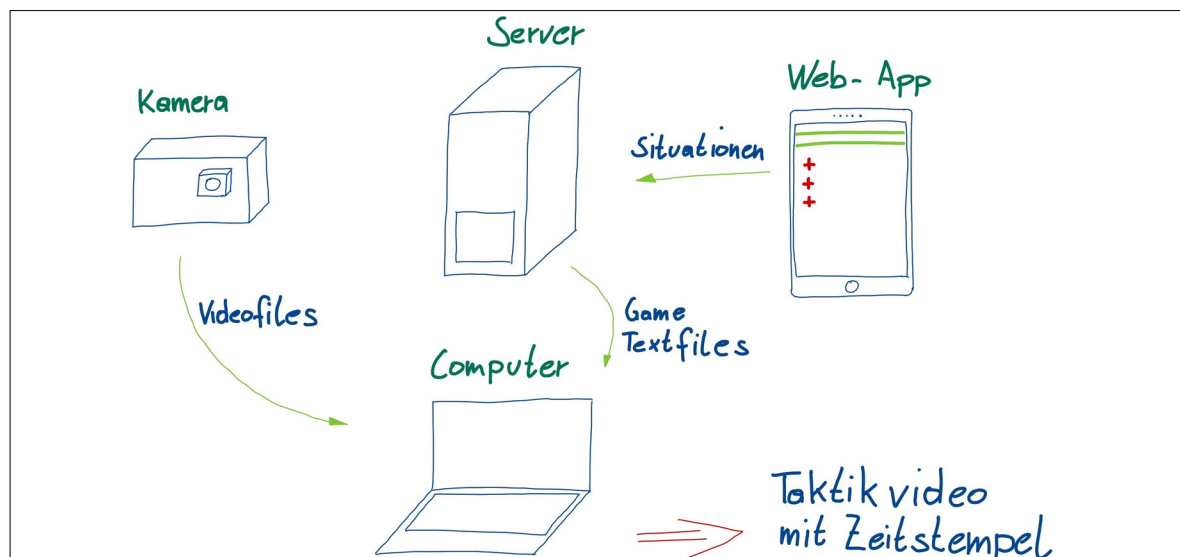 Server
Web-App
Kamera
Situationen
Videofiles
Game
Textfiles
Computer
Taktikvideo
mit Zeitstempel